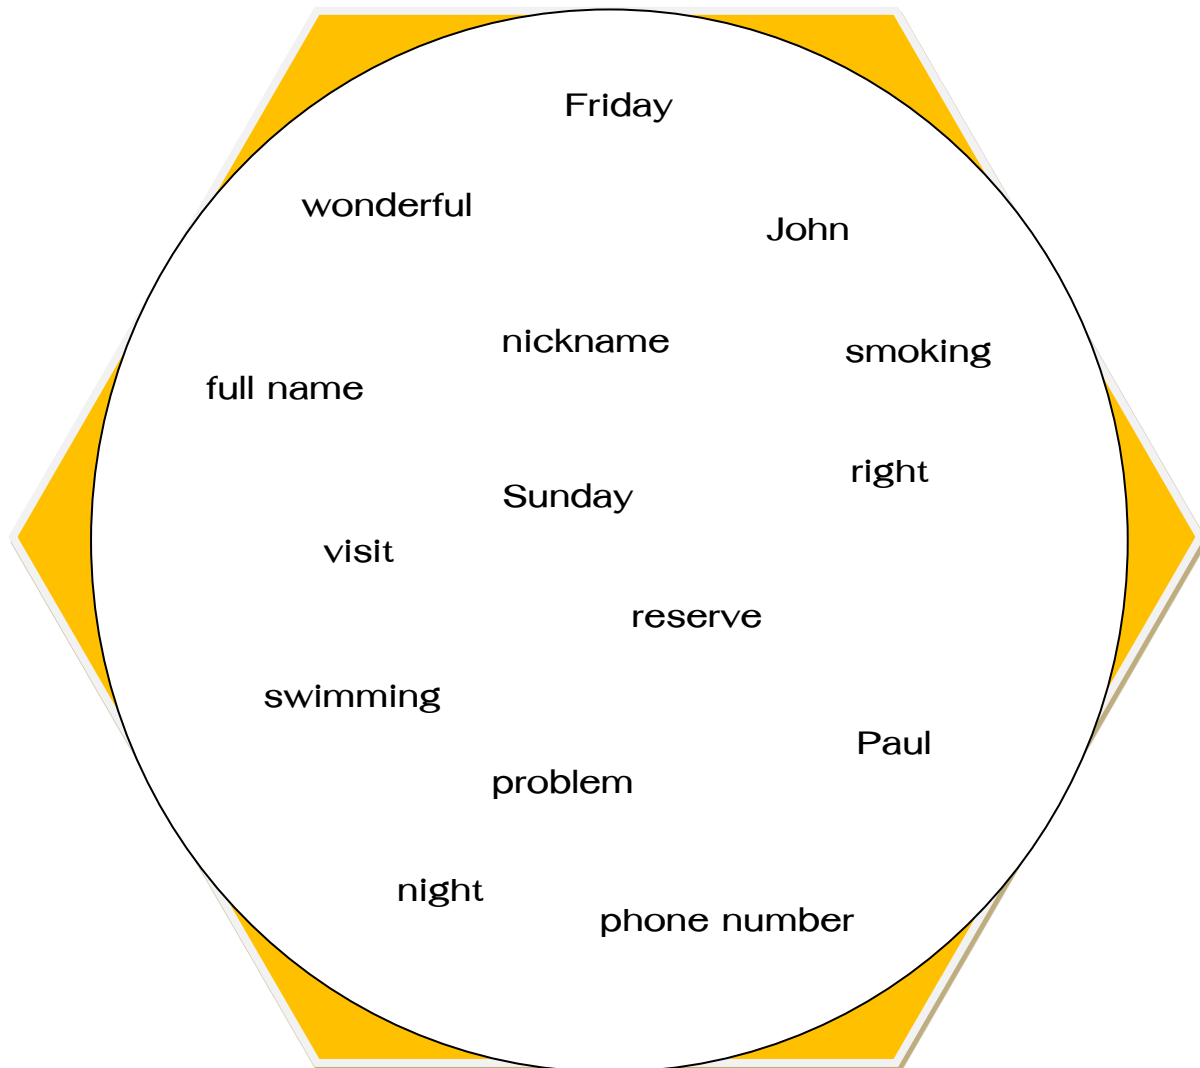 Friday
wonderful
John
nickname
smoking
full name
right
Sunday
visit
reserve
swimming
Paul
problem
night
phone number